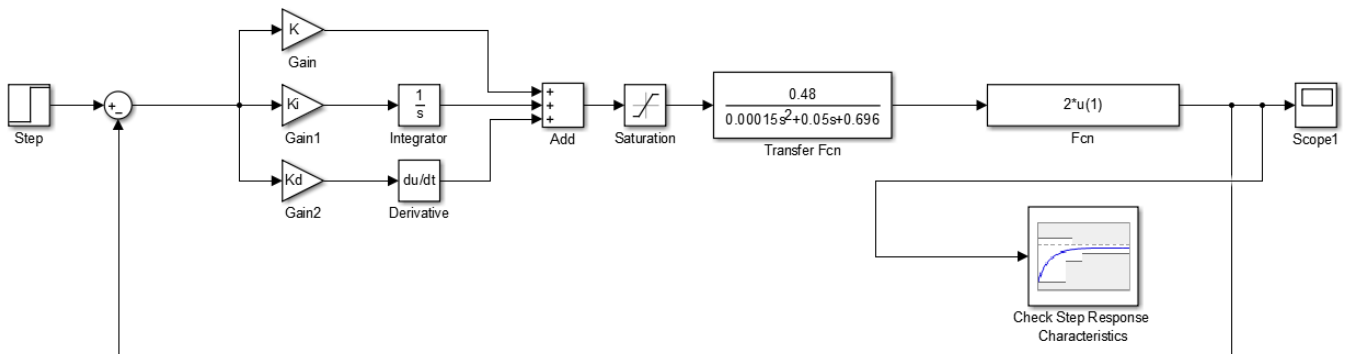 K
Gain
Step
+
−
Ki
Gain1
1
s
Integrator
+
+
+
Add
Saturation
0.48
0.00015s²+0.05s+0.696
Transfer Fcn
2*u(1)
Fcn
Scope1
Kd
Gain2
du/dt
Derivative
Check Step Response
Characteristics